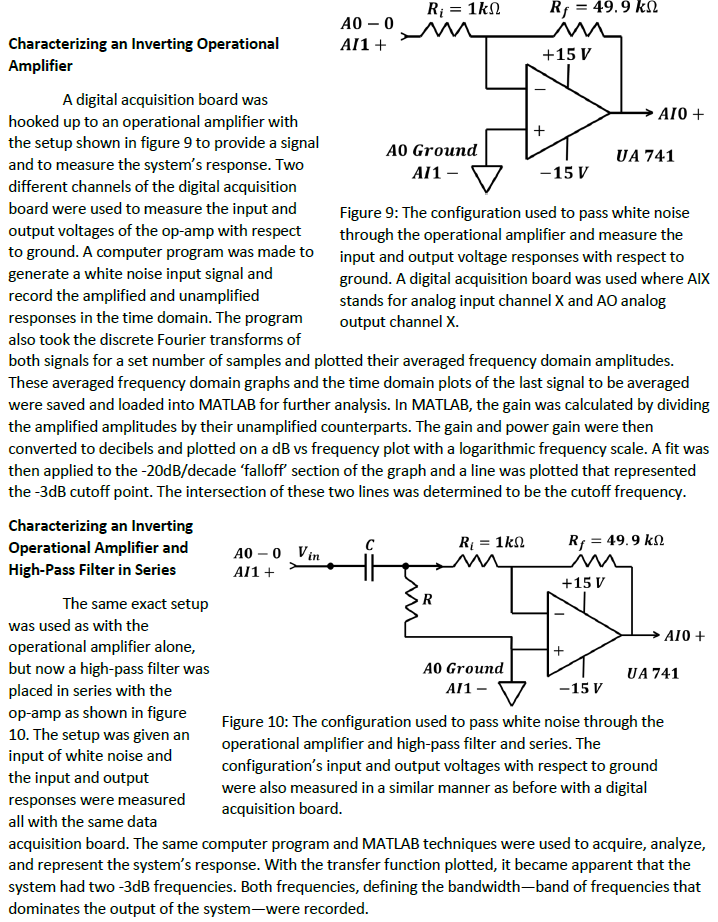 R_i = 1kΩ
R_f = 49.9 kΩ
A0 − 0
AI1 +
+15 V
−
+
AI0 +
A0 Ground
AI1 −
−15 V
UA 741
Characterizing an Inverting Operational
Amplifier
A digital acquisition board was
hooked up to an operational amplifier with
the setup shown in figure 9 to provide a signal
and to measure the system's response. Two
different channels of the digital acquisition
board were used to measure the input and
output voltages of the op-amp with respect
to ground. A computer program was made to
generate a white noise input signal and
record the amplified and unamplified
responses in the time domain. The program
also took the discrete Fourier transforms of
Figure 9: The configuration used to pass white noise
through the operational amplifier and measure the
input and output voltage responses with respect to
ground. A digital acquisition board was used where AIX
stands for analog input channel X and AO analog
output channel X.
both signals for a set number of samples and plotted their averaged frequency domain amplitudes.
These averaged frequency domain graphs and the time domain plots of the last signal to be averaged
were saved and loaded into MATLAB for further analysis. In MATLAB, the gain was calculated by dividing
the amplified amplitudes by their unamplified counterparts. The gain and power gain were then
converted to decibels and plotted on a dB vs frequency plot with a logarithmic frequency scale. A fit was
then applied to the -20dB/decade ‘falloff’ section of the graph and a line was plotted that represented
the -3dB cutoff point. The intersection of these two lines was determined to be the cutoff frequency.
Characterizing an Inverting
Operational Amplifier and
High-Pass Filter in Series
The same exact setup
was used as with the
operational amplifier alone,
but now a high-pass filter was
placed in series with the
op-amp as shown in figure
10. The setup was given an
input of white noise and
the input and output
responses were measured
all with the same data
A0 − 0 V_in
AI1 +
C
R
R_i = 1kΩ
R_f = 49.9 kΩ
+15 V
−
+
AI0 +
A0 Ground
AI1 −
−15 V
UA 741
Figure 10: The configuration used to pass white noise through the
operational amplifier and high-pass filter and series. The
configuration's input and output voltages with respect to ground
were also measured in a similar manner as before with a digital
acquisition board.
acquisition board. The same computer program and MATLAB techniques were used to acquire, analyze,
and represent the system's response. With the transfer function plotted, it became apparent that the
system had two -3dB frequencies. Both frequencies, defining the bandwidth—band of frequencies that
dominates the output of the system—were recorded.